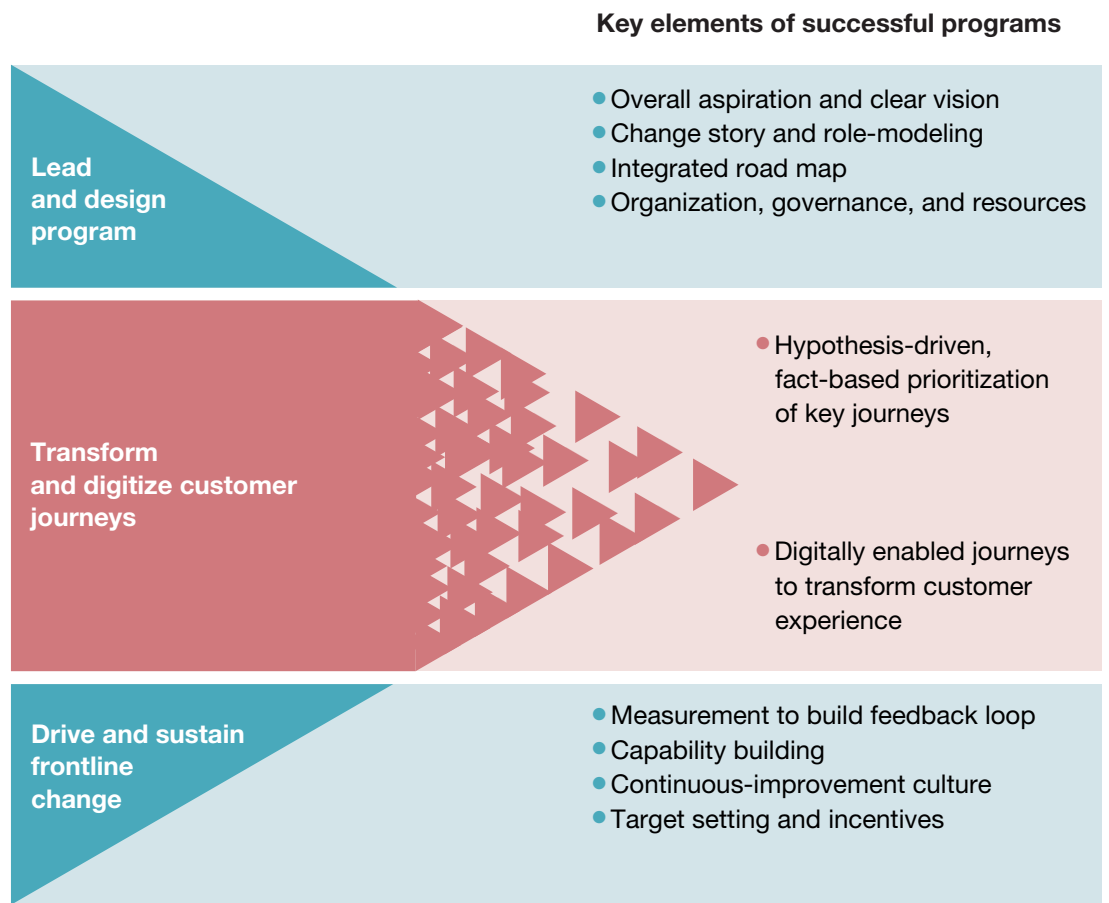 Key elements of successful programs
Lead
and design
program
• Overall aspiration and clear vision
• Change story and role-modeling
• Integrated road map
• Organization, governance, and resources
Transform
and digitize customer
journeys
• Hypothesis-driven,
fact-based prioritization
of key journeys
• Digitally enabled journeys
to transform customer
experience
Drive and sustain
frontline
change
• Measurement to build feedback loop
• Capability building
• Continuous-improvement culture
• Target setting and incentives